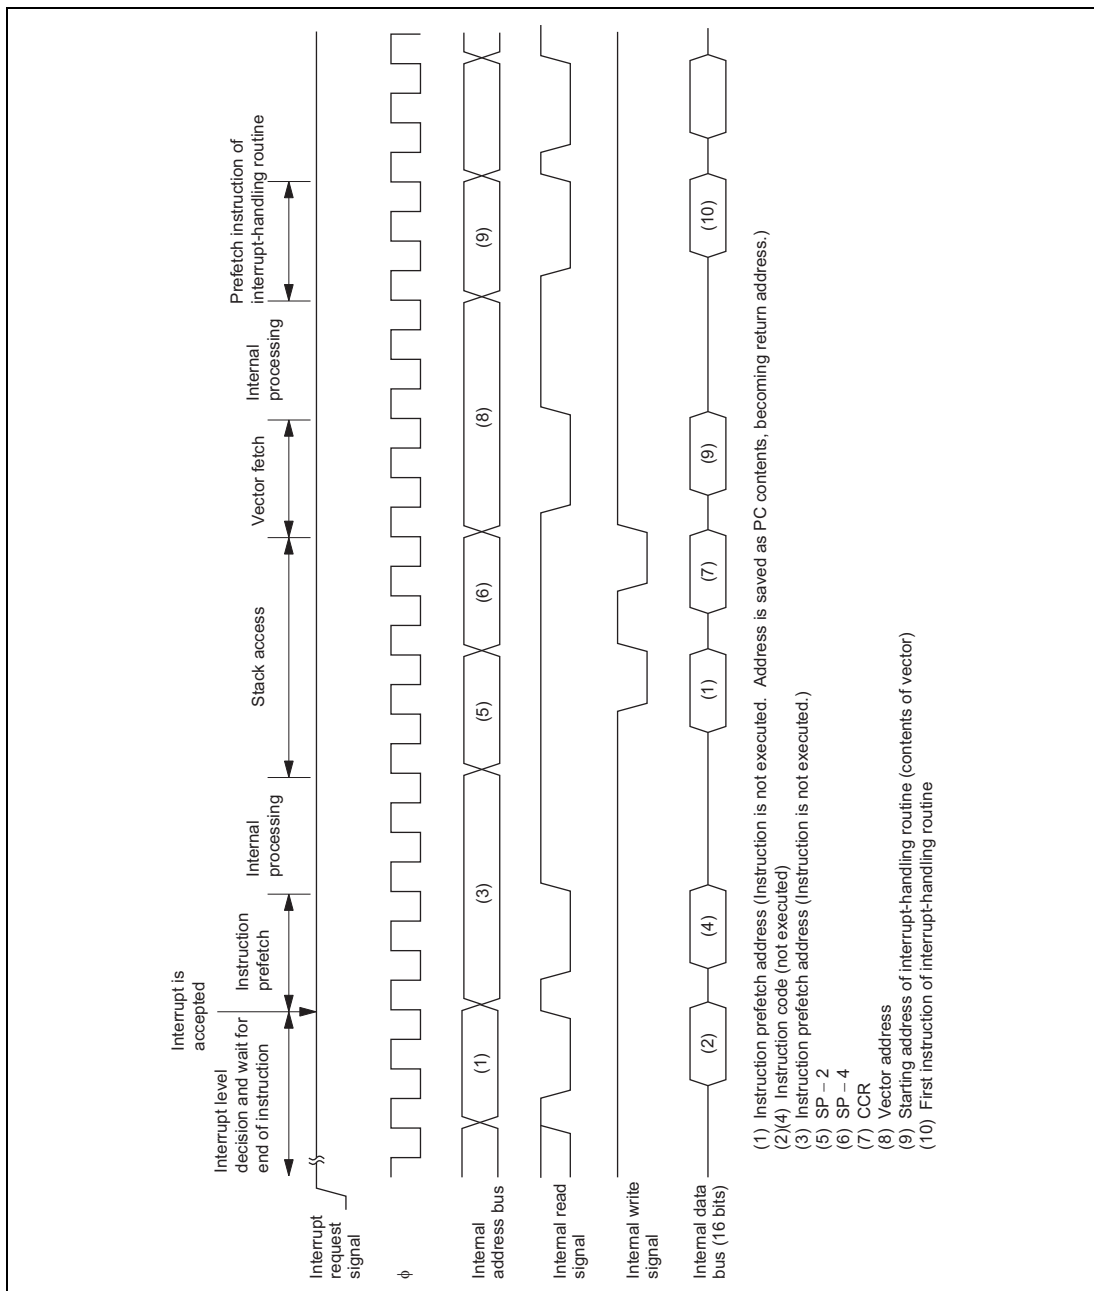 Interrupt is
accepted
Interrupt level
decision and wait for
end of instruction
Instruction
prefetch
Internal
processing
Stack access
Vector fetch
Internal
processing
Prefetch instruction of
interrupt-handling routine
Interrupt
request
signal
ϕ
Internal
address bus
(1)
(3)
(5)
(6)
(8)
(9)
Internal read
signal
Internal write
signal
Internal data
bus (16 bits)
(2)
(4)
(1)
(7)
(9)
(10)
(1) Instruction prefetch address (Instruction is not executed. Address is saved as PC contents, becoming return address.)
(2)(4) Instruction code (not executed)
(3) Instruction prefetch address (Instruction is not executed.)
(5) SP – 2
(6) SP – 4
(7) CCR
(8) Vector address
(9) Starting address of interrupt-handling routine (contents of vector)
(10) First instruction of interrupt-handling routine